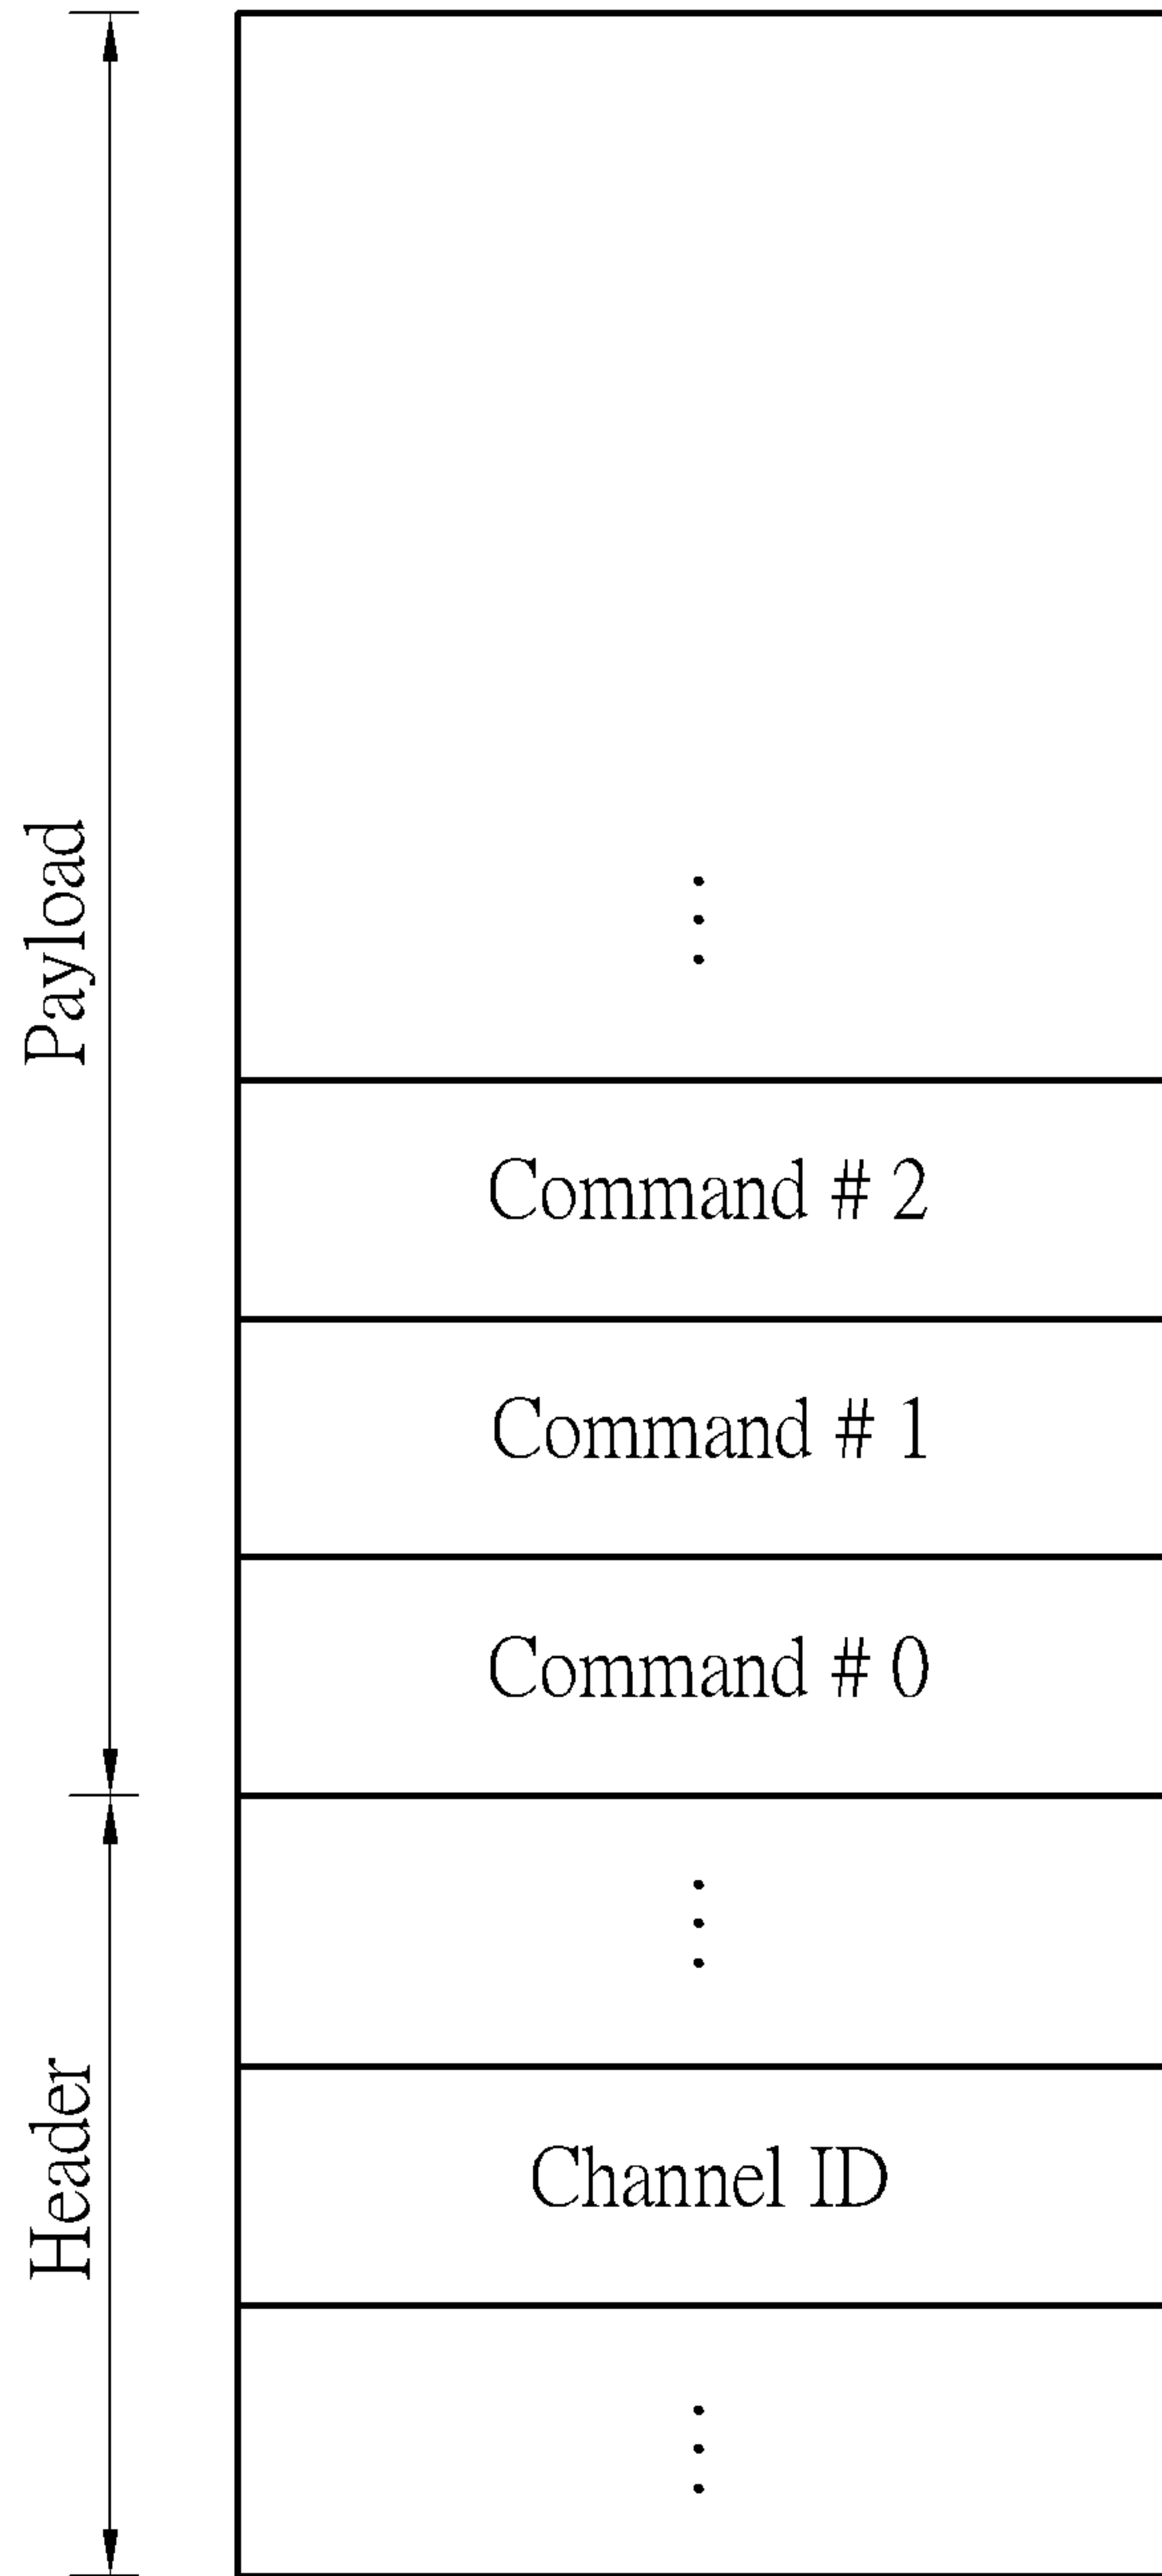 Payload
Command # 2
Command # 1
Command # 0
Header
Channel ID